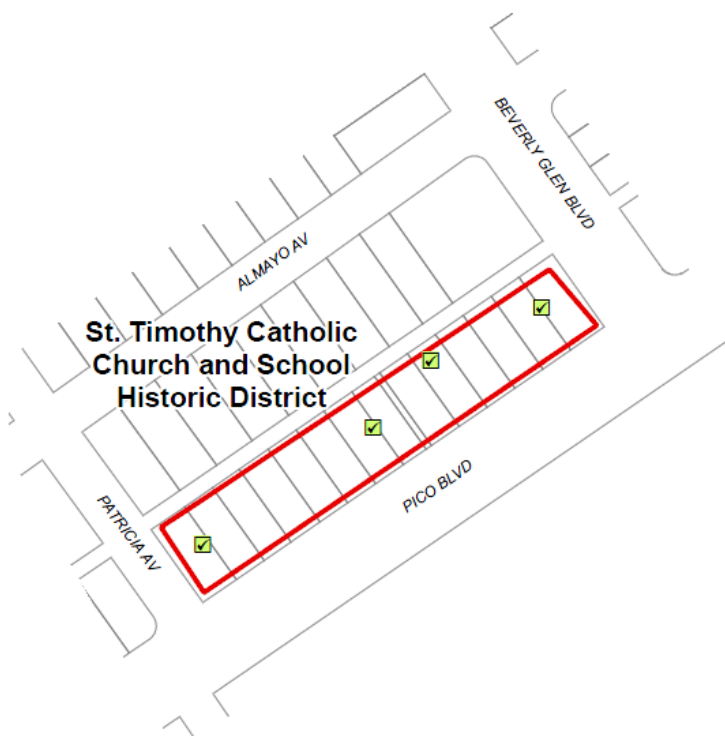 BEVERLY GLEN BLVD
ALMAYO AV
St. Timothy Catholic
Church and School
Historic District
PICO BLVD
PATRICIA AV